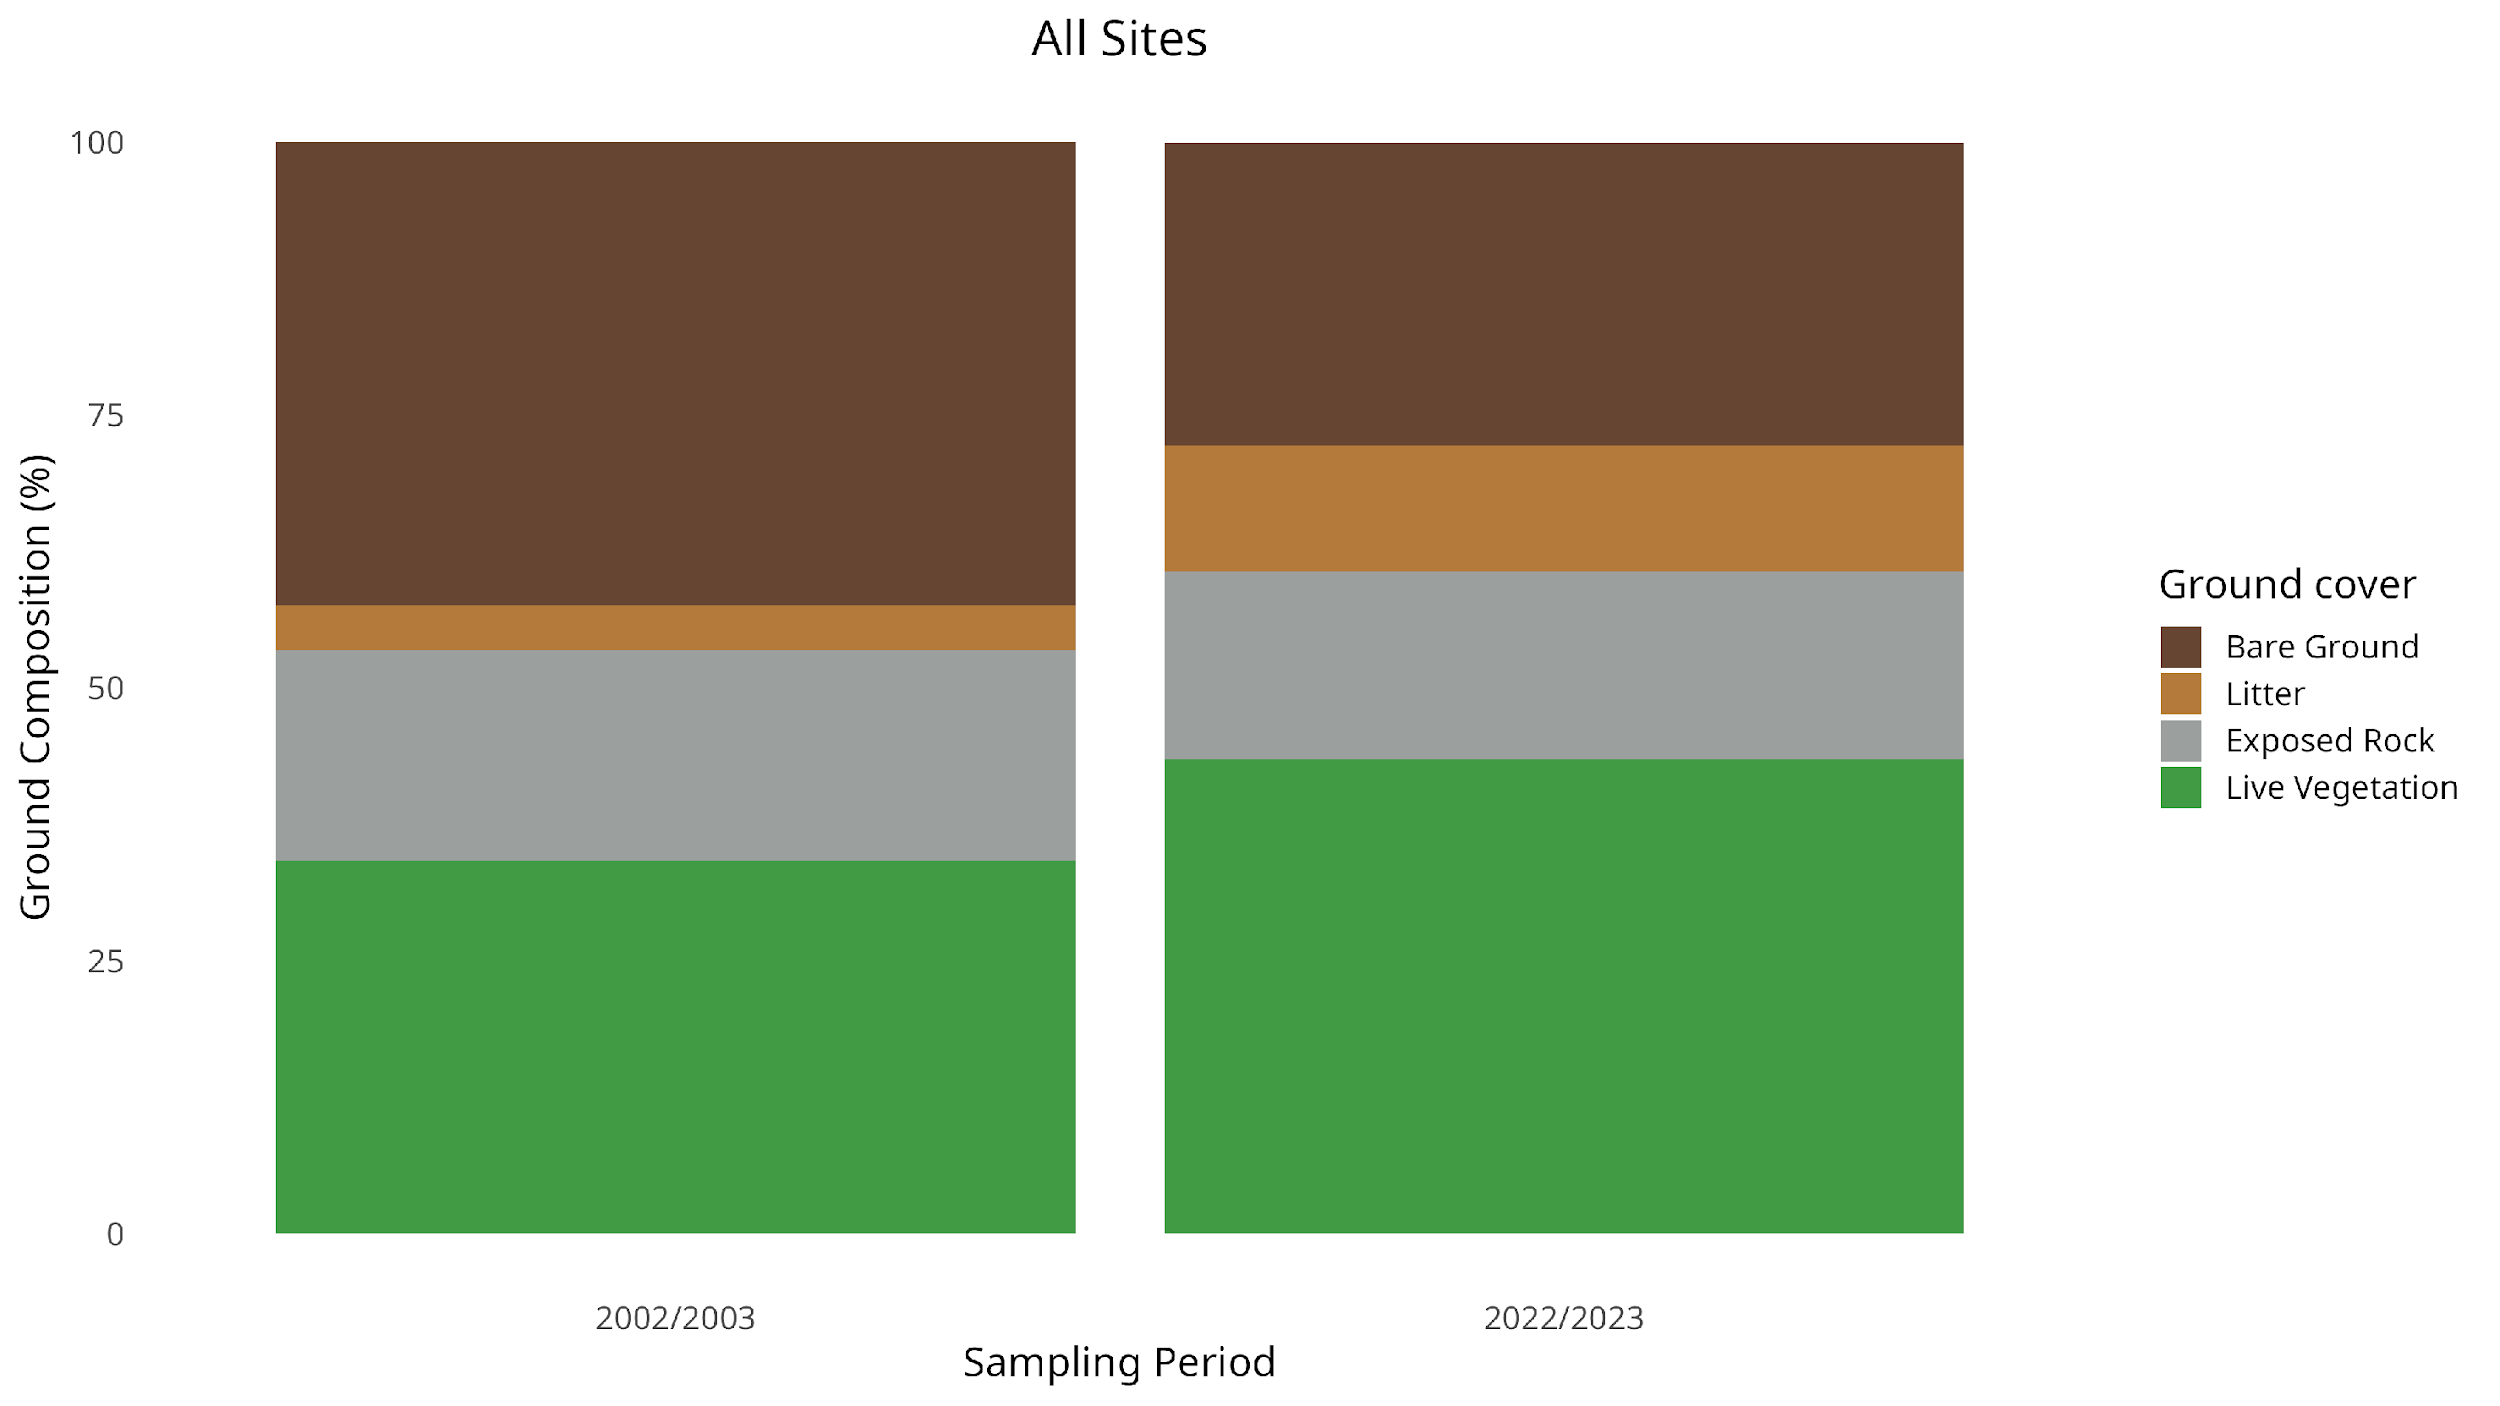 All Sites
100
75
50
25
0
Ground Composition (%)
2002/2003
2022/2023
Sampling Period
Ground cover
Bare Ground
Litter
Exposed Rock
Live Vegetation